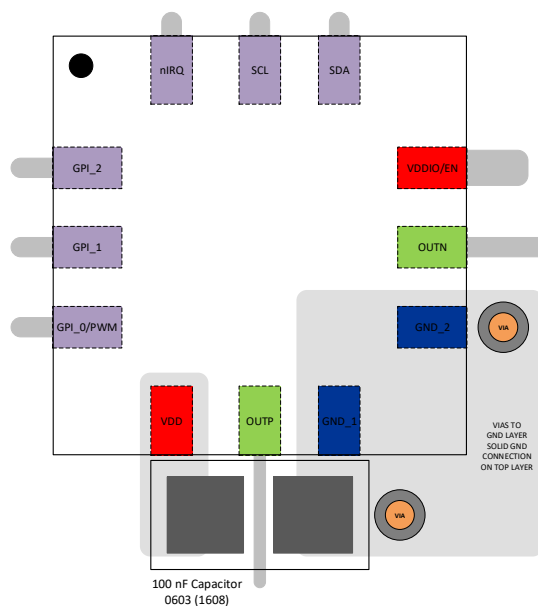 nIRQ
SCL
SDA
GPI_2
VDDIO/EN
GPI_1
OUTN
GPI_0/PWM
GND_2
VIA
VDD
OUTP
GND_1
VIAS TO
GND LAYER
SOLID GND
CONNECTION
ON TOP LAYER
VIA
100 nF Capacitor
0603 (1608)